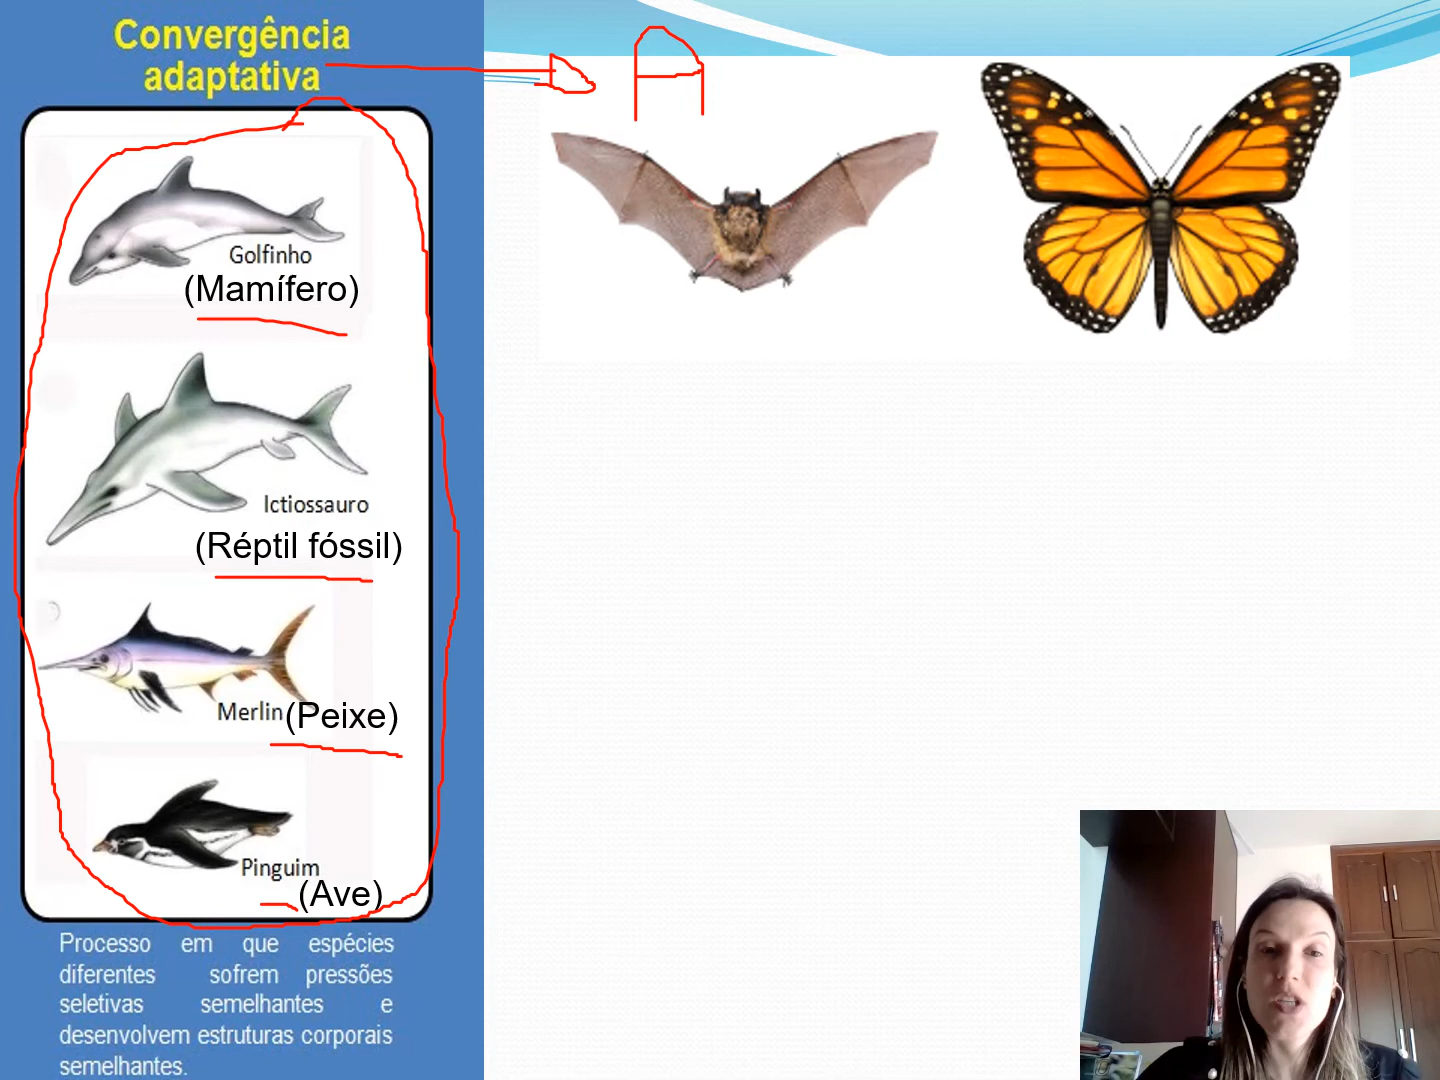 Convergência
adaptativa
A
Golfinho
(Mamífero)
Ictiossauro
(Réptil fóssil)
Merlin (Peixe)
Pinguim
(Ave)
Processo em que espécies
diferentes sofrem pressões
seletivas semelhantes e
desenvolvem estruturas corporais
semelhantes.